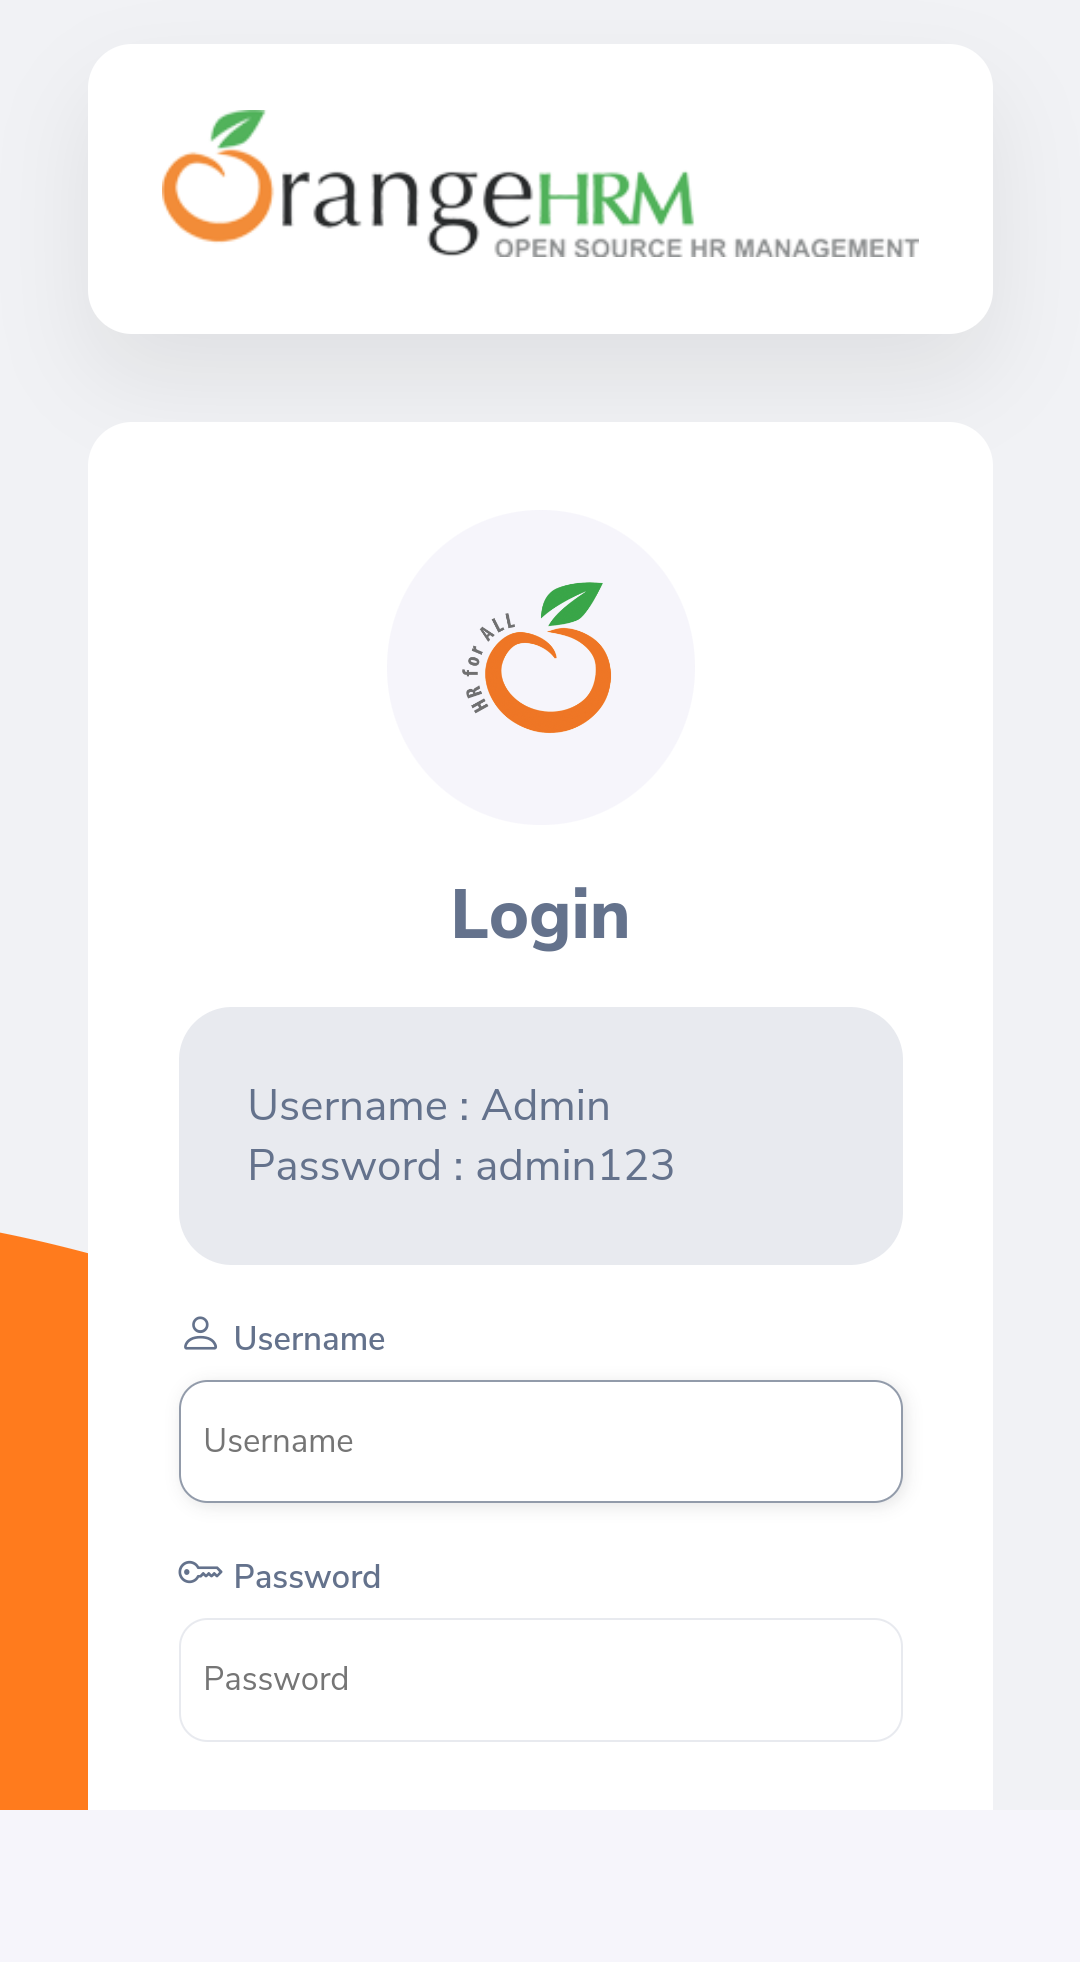 OrangeHRM
OPEN SOURCE HR MANAGEMENT
HR for ALL
Login
Username : Admin
Password : admin123
Username
Username
Password
Password